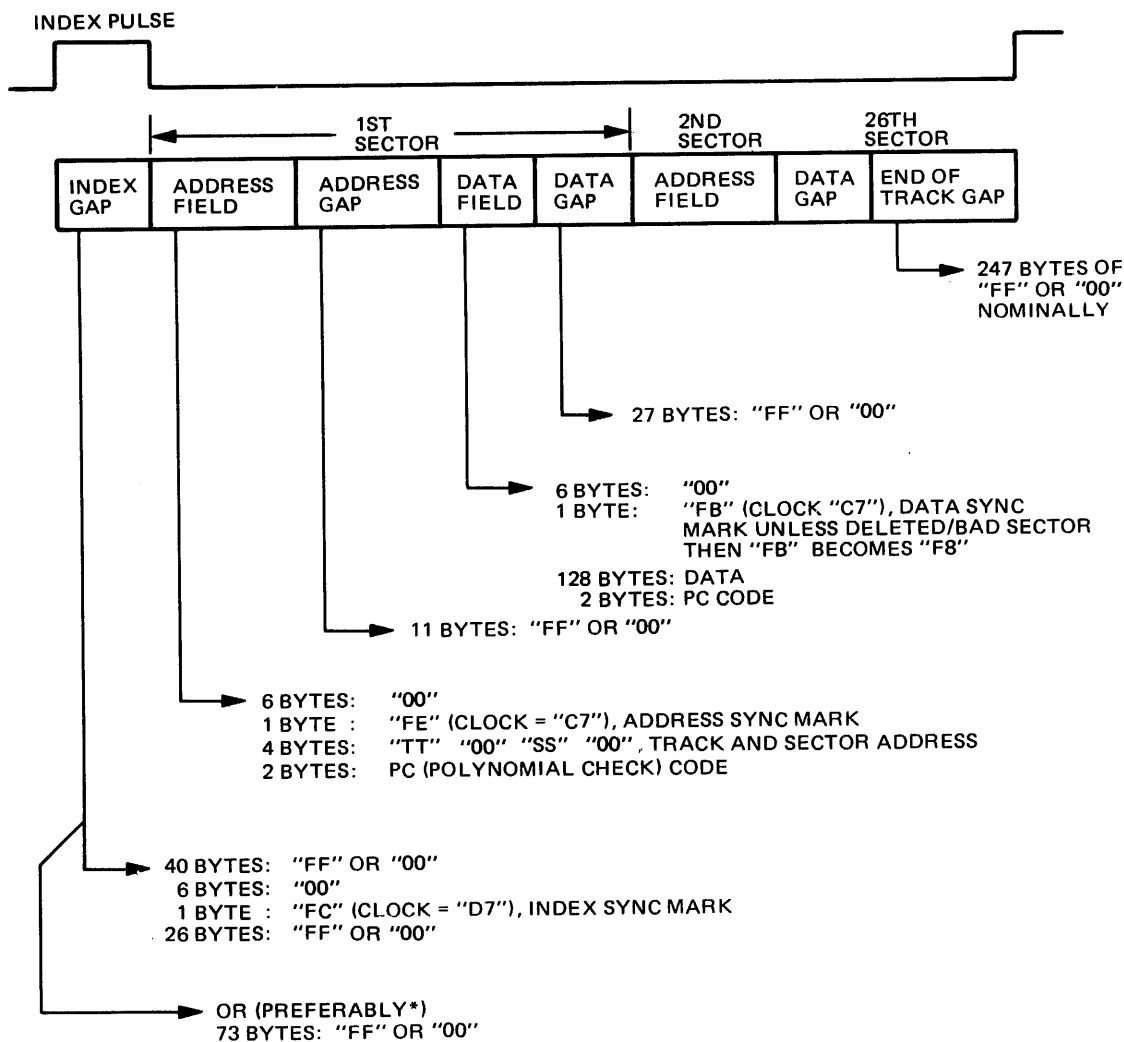 INDEX PULSE
1ST
SECTOR
2ND
SECTOR
26TH
SECTOR
INDEX
GAP
ADDRESS
FIELD
ADDRESS
GAP
DATA
FIELD
DATA
GAP
ADDRESS
FIELD
DATA
GAP
END OF
TRACK GAP
247 BYTES OF
"FF" OR "00"
NOMINALLY
27 BYTES: "FF" OR "00"
6 BYTES: "00"
1 BYTE: "FB" (CLOCK "C7"), DATA SYNC
MARK UNLESS DELETED/BAD SECTOR
THEN "FB" BECOMES "F8"
128 BYTES: DATA
2 BYTES: PC CODE
11 BYTES: "FF" OR "00"
6 BYTES: "00"
1 BYTE : "FE" (CLOCK = "C7"), ADDRESS SYNC MARK
4 BYTES: "TT" "00" "SS" "00", TRACK AND SECTOR ADDRESS
2 BYTES: PC (POLYNOMIAL CHECK) CODE
40 BYTES: "FF" OR "00"
6 BYTES: "00"
1 BYTE : "FC" (CLOCK = "D7"), INDEX SYNC MARK
26 BYTES: "FF" OR "00"
OR (PREFERABLY*)
73 BYTES: "FF" OR "00"